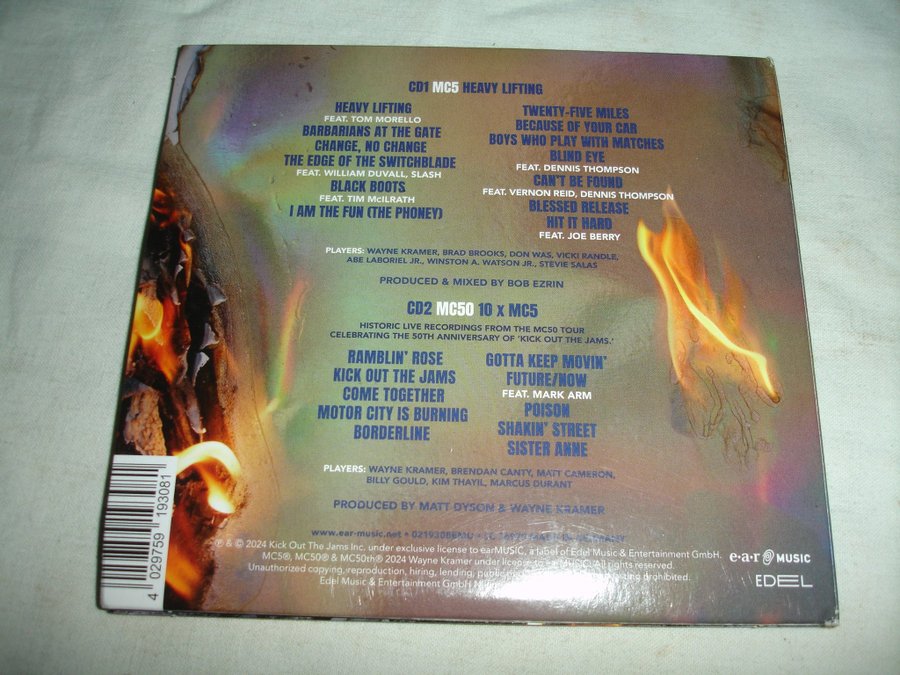 CD1 MC5 HEAVY LIFTING
HEAVY LIFTING
FEAT. TOM MORELLO
BARBARIANS AT THE GATE
CHANGE, NO CHANGE
THE EDGE OF THE SWITCHBLADE
FEAT. WILLIAM DUVALL, SLASH
BLACK BOOTS
FEAT. TIM McILRATH
I AM THE FUN (THE PHONEY)
TWENTY-FIVE MILES
BECAUSE OF YOUR CAR
BOYS WHO PLAY WITH MATCHES
BLIND EYE
FEAT. DENNIS THOMPSON
CAN'T BE FOUND
FEAT. VERNON REID, DENNIS THOMPSON
BLESSED RELEASE
HIT IT HARD
FEAT. JOE BERRY
PLAYERS: WAYNE KRAMER, BRAD BROOKS, DON WAS, VICKI RANDLE,
ABE LABORIEL JR., WINSTON A. WATSON JR., STEVIE SALAS
PRODUCED & MIXED BY BOB EZRIN
CD2 MC50 10 x MC5
HISTORIC LIVE RECORDINGS FROM THE MC50 TOUR
CELEBRATING THE 50TH ANNIVERSARY OF 'KICK OUT THE JAMS.'
RAMBLIN' ROSE
KICK OUT THE JAMS
COME TOGETHER
MOTOR CITY IS BURNING
BORDERLINE
GOTTA KEEP MOVIN'
FUTURE/NOW
FEAT. MARK ARM
POISON
SHAKIN' STREET
SISTER ANNE
PLAYERS: WAYNE KRAMER, BRENDAN CANTY, MATT CAMERON,
BILLY GOULD, KIM THAYIL, MARCUS DURANT
PRODUCED BY MATT DYSON & WAYNE KRAMER
www.ear-music.net • 0219308EMU
℗ & © 2024 Kick Out The Jams Inc. under exclusive license to earMUSIC, a label of Edel Music & Entertainment GmbH.
MC5®, MC50® & MC50th® 2024 Wayne Kramer under license to earMUSIC. All rights reserved.
Unauthorized copying, reproduction, hiring, lending, public prohibited.
Edel Music & Entertainment GmbH
e•a•r MUSIC
EDEL
4 029759 193081